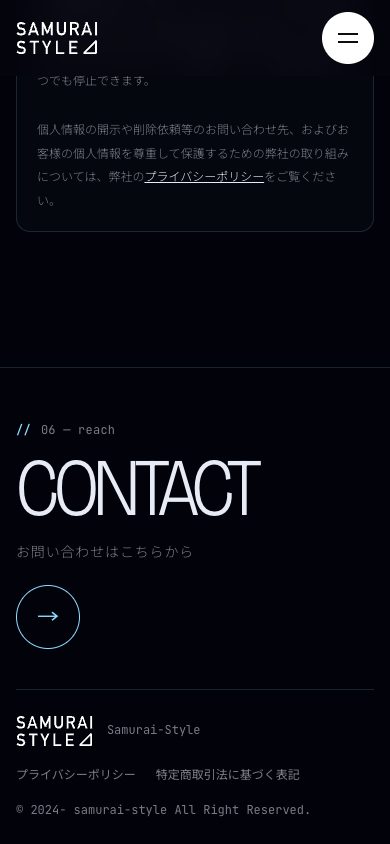 SAMURAI
STYLE
つでも停止できます。
個人情報の開示や削除依頼等のお問い合わせ先、およびお
客様の個人情報を尊重して保護するための弊社の取り組み
については、弊社のプライバシーポリシーをご覧くださ
い。
// 06 — reach
CONTACT
お問い合わせはこちらから
SAMURAI
STYLE
Samurai-Style
プライバシーポリシー 特定商取引法に基づく表記
© 2024- samurai-style All Right Reserved.